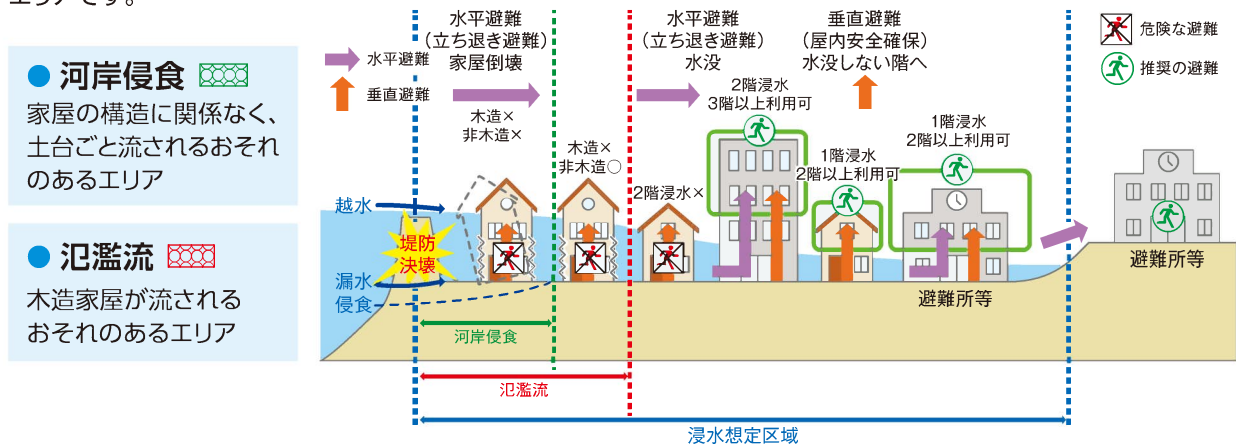 エリアです。
● 河岸侵食
家屋の構造に関係なく、
土台ごと流されるおそれ
のあるエリア
● 氾濫流
木造家屋が流される
おそれのあるエリア
水平避難
垂直避難
水平避難
(立ち退き避難)
家屋倒壊
水平避難
(立ち退き避難)
水没
垂直避難
(屋内安全確保)
水没しない階へ
危険な避難
推奨の避難
木造×
非木造×
木造×
非木造○
2階浸水×
2階浸水
3階以上利用可
1階浸水
2階以上利用可
1階浸水
2階以上利用可
越水
堤防
決壊
漏水
侵食
避難所等
避難所等
河岸侵食
氾濫流
浸水想定区域